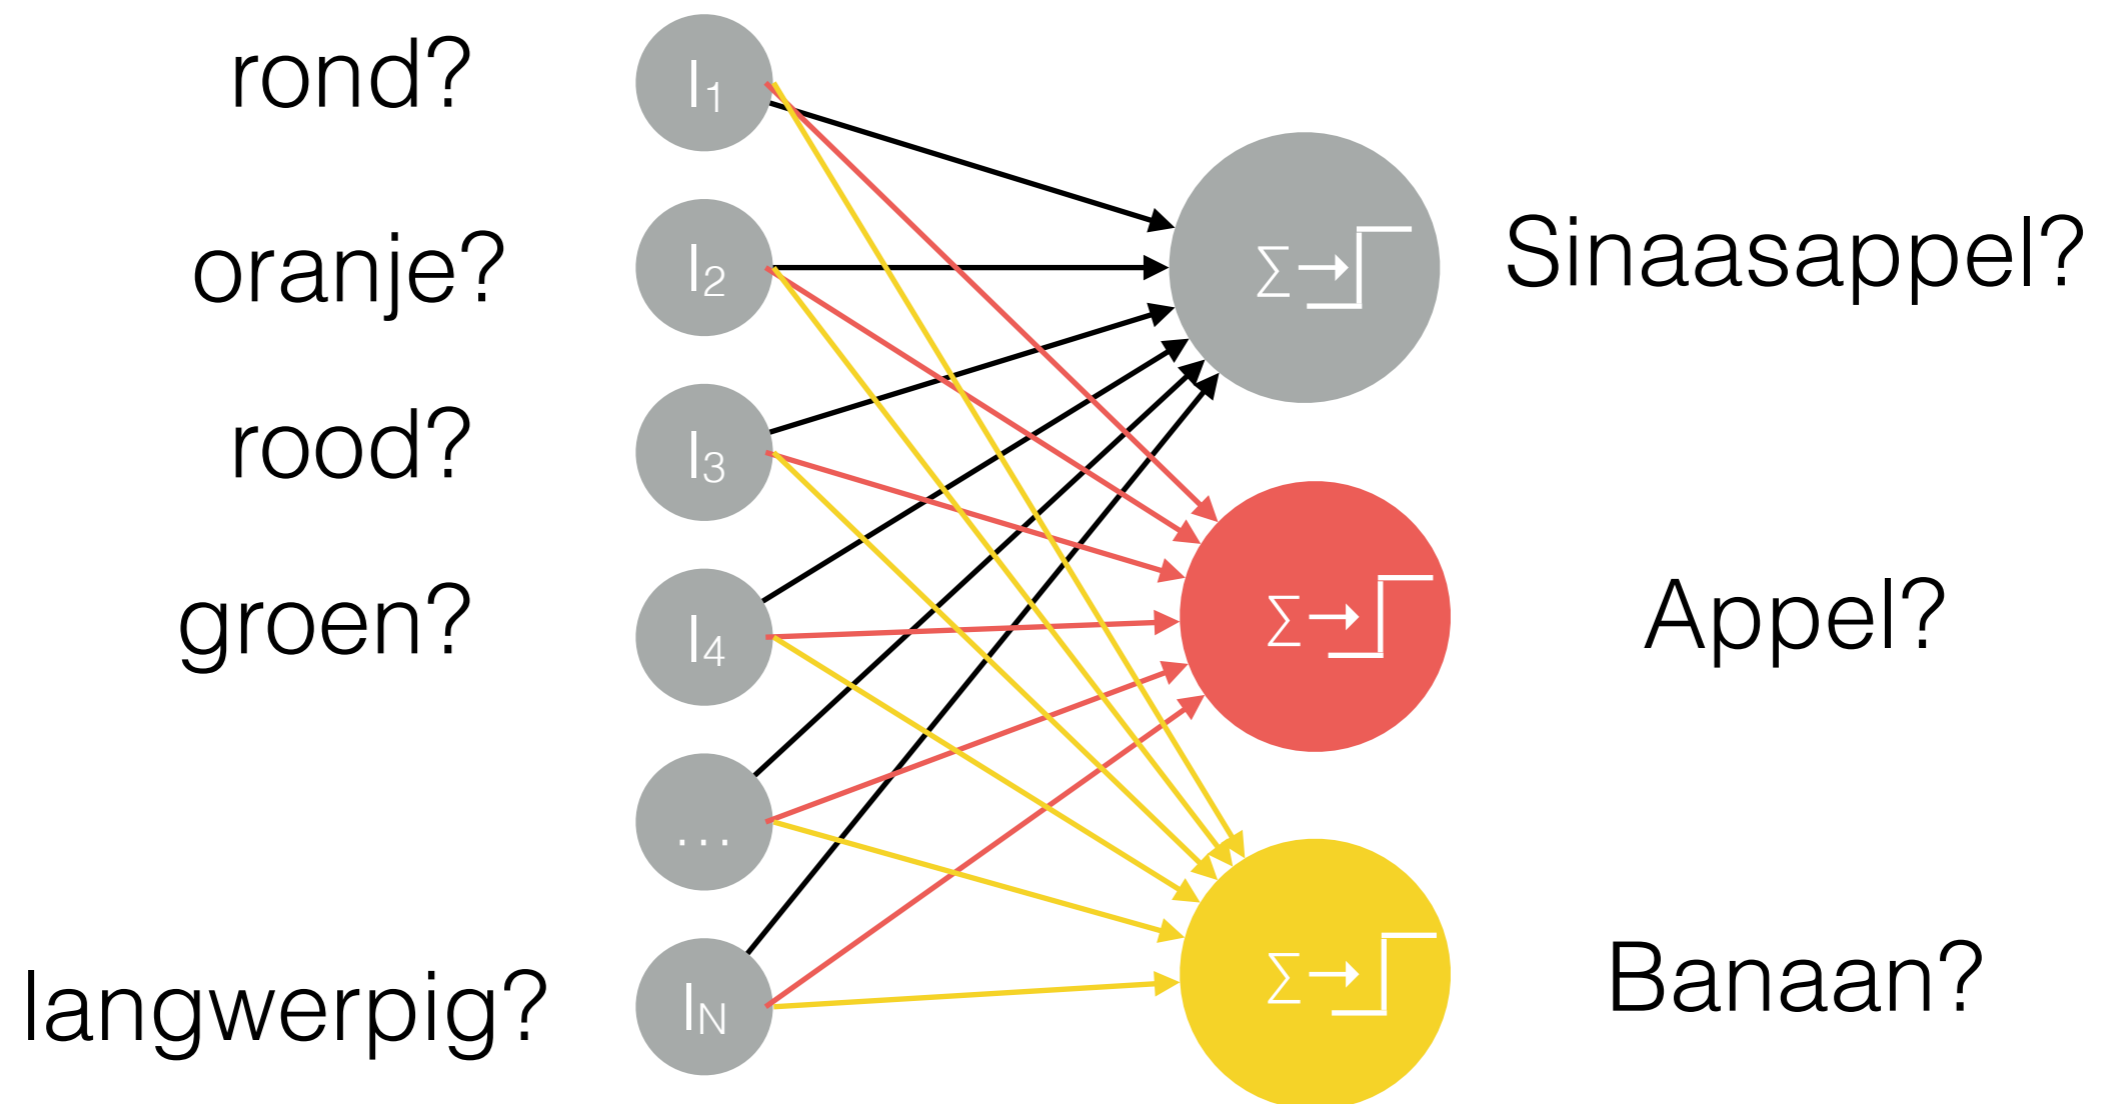 rond?
I1
oranje?
I2
Sinaasappel?
∑
rood?
I3
groen?
I4
Appel?
∑
...
langwerpig?
IN
Banaan?
∑